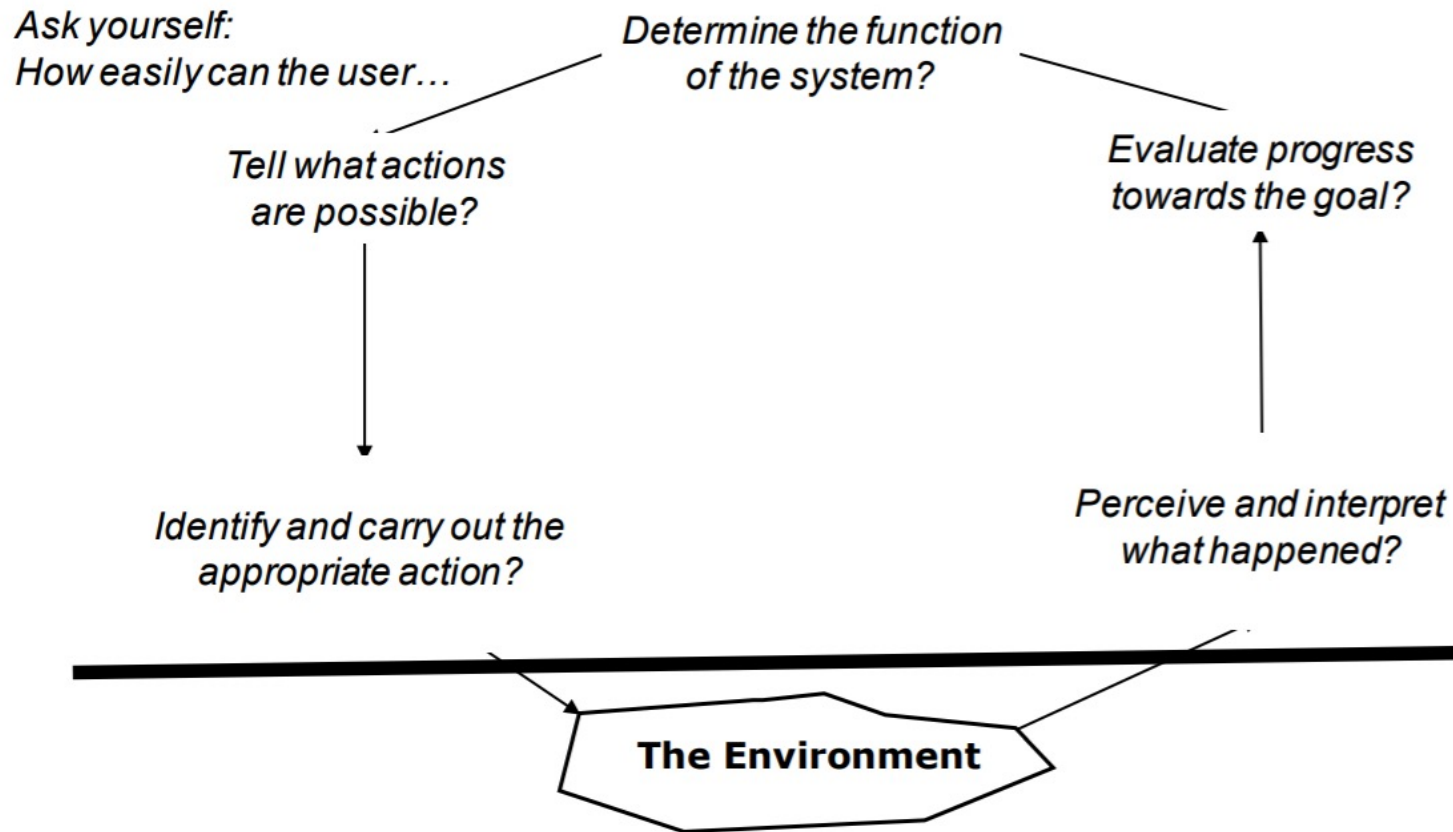 Ask yourself:
How easily can the user…
Determine the function
of the system?
Tell what actions
are possible?
Evaluate progress
towards the goal?
Identify and carry out the
appropriate action?
Perceive and interpret
what happened?
The Environment